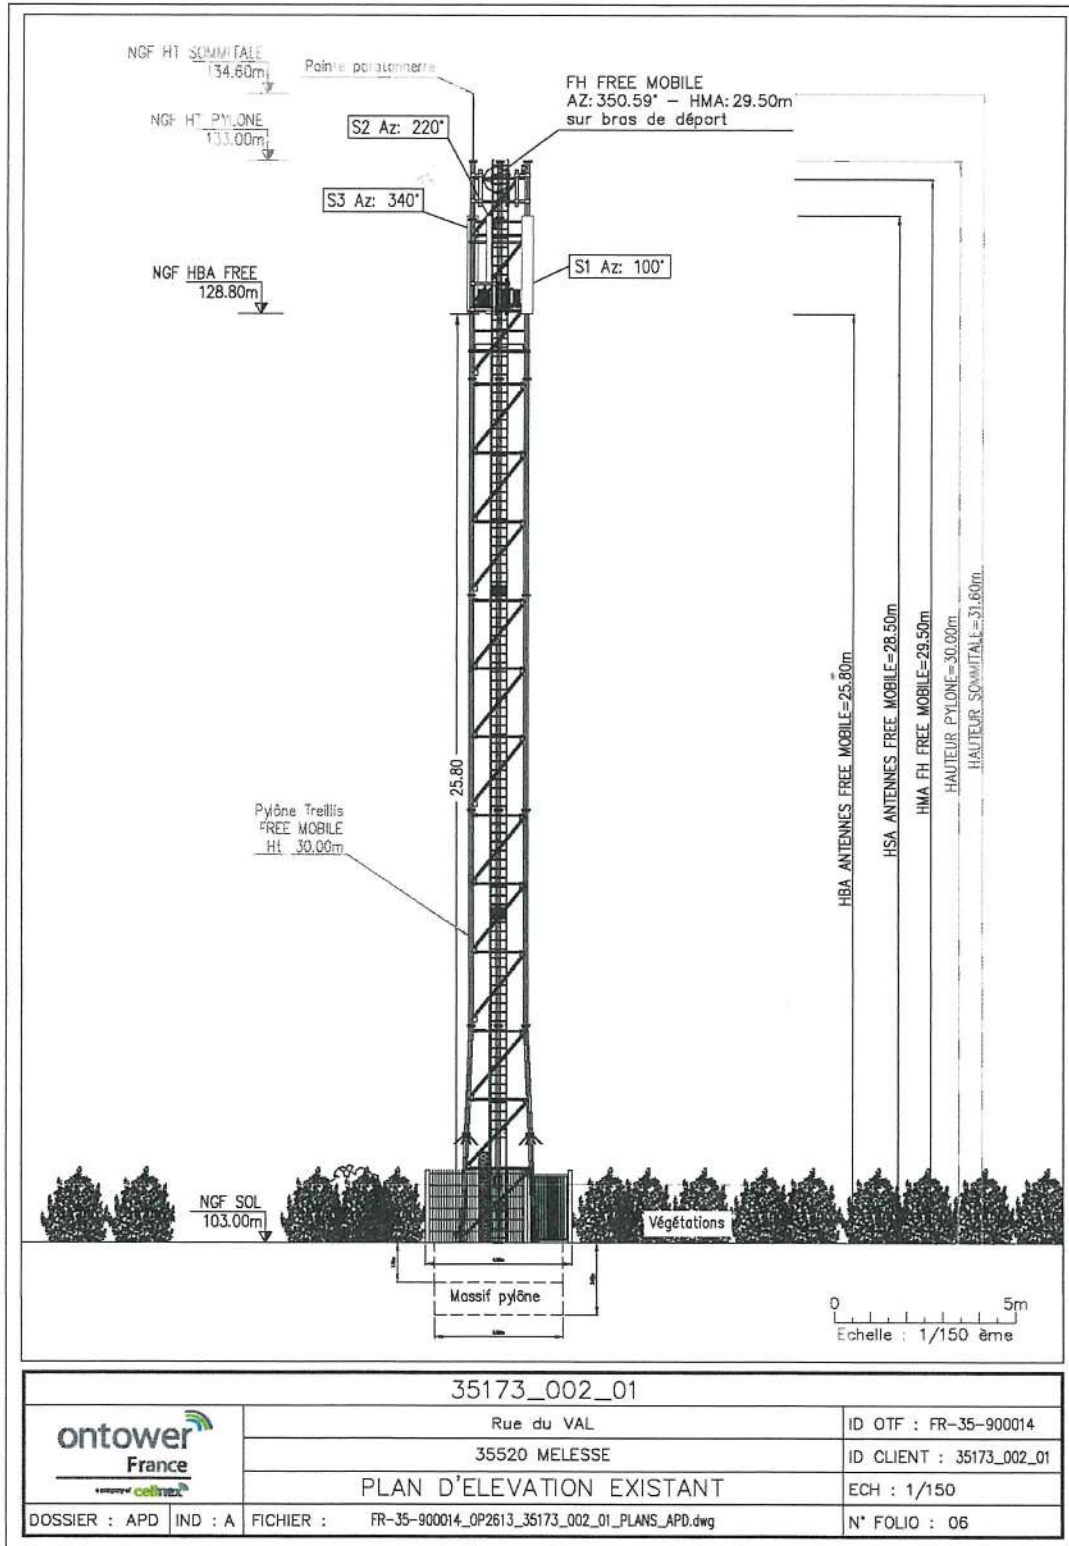 NGF HT SOMMITALE
134.60m
Pointe paratonnerre
FH FREE MOBILE
AZ: 350.59° - HMA: 29.50m
sur bras de départ
NGF HT PYLONE
133.00m
S2 Az: 220°
S3 Az: 340°
S1 Az: 100°
NGF HBA FREE
128.80m
25.80
HBA ANTENNES FREE MOBILE=25.80m
HSA ANTENNES FREE MOBILE=28.50m
HMA FH FREE MOBILE=29.50m
HAUTEUR PYLONE=30.00m
HAUTEUR SOMMITALE=31.60m
Pylône Treillis
FREE MOBILE
Ht 30.00m
NGF SOL
103.00m
Végétations
Massif pylône
0 5m
Echelle : 1/150 ème
35173_002_01
ontower
France
a company of cellnex
Rue du VAL
35520 MELESSE
PLAN D'ELEVATION EXISTANT
ID OTF : FR-35-900014
ID CLIENT : 35173_002_01
ECH : 1/150
DOSSIER : APD IND : A FICHIER : FR-35-900014_OP2613_35173_002_01_PLANS_APD.dwg N° FOLIO : 06